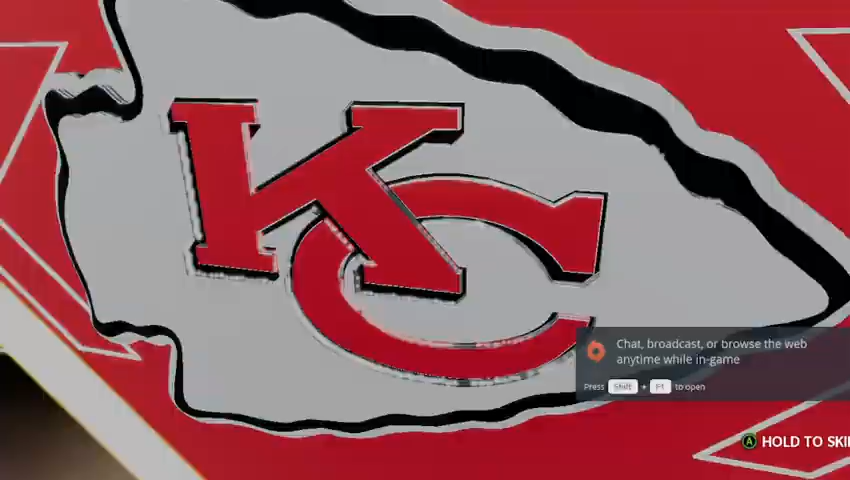 KC
Chat, broadcast, or browse the web
anytime while in-game
Press Shift + F1 to open
A HOLD TO SKI